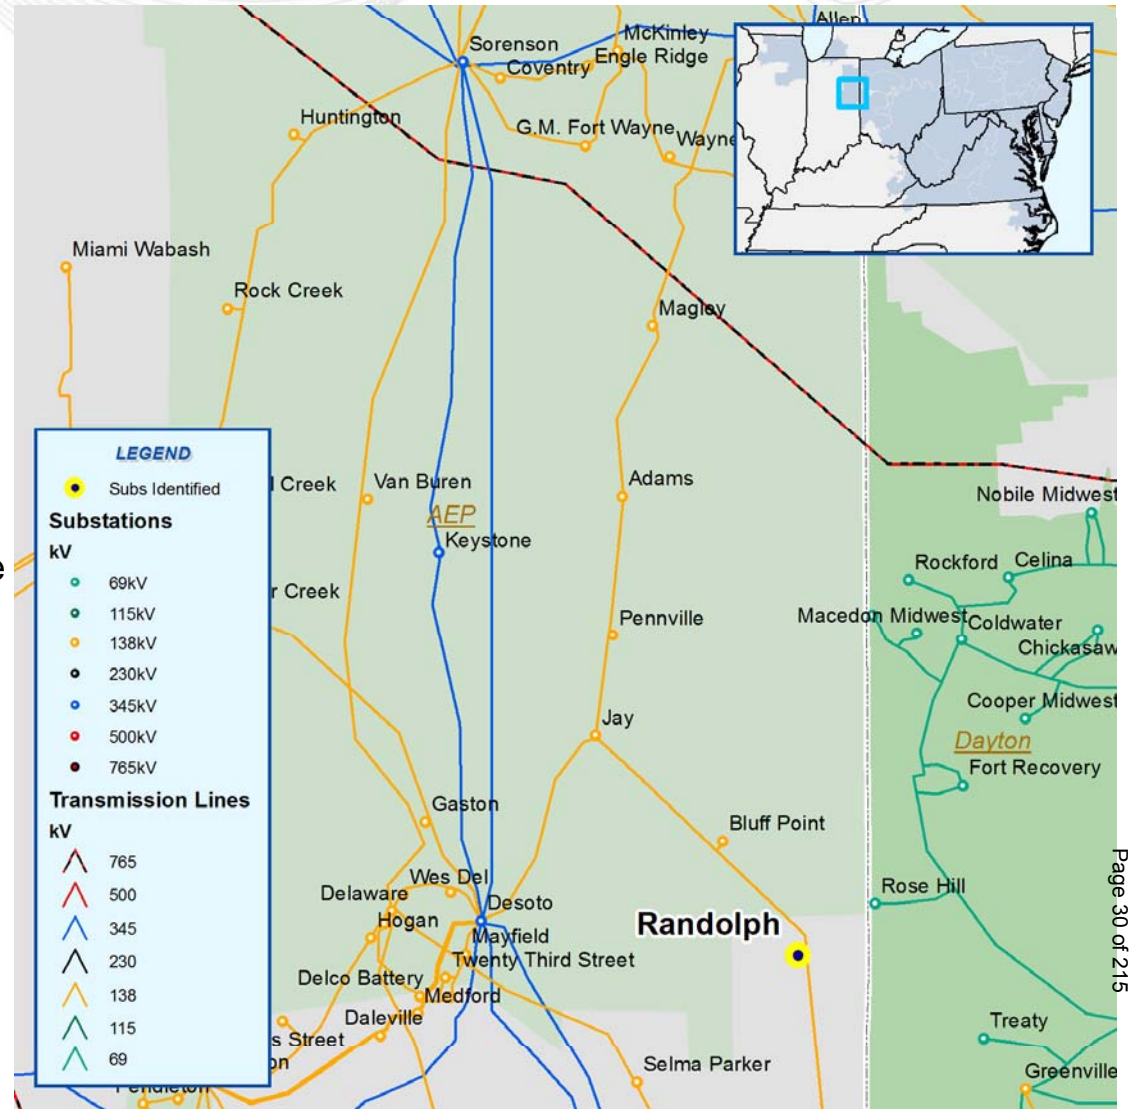 Allen
McKinley
Sorenson
Engle Ridge
Coventry
Huntington
G.M. Fort Wayne
Wayne
Miami Wabash
Rock Creek
Magley
LEGEND
Subs Identified
Substations
kV
69kV
115kV
138kV
230kV
345kV
500kV
765kV
Transmission Lines
kV
765
500
345
230
138
115
69
l Creek
Van Buren
AEP
Keystone
Adams
Nobile Midwest
e
r Creek
Rockford
Celina
Pennville
Macedon Midwest
Coldwater
Chickasaw
Cooper Midwest
Jay
Dayton
Fort Recovery
Gaston
Bluff Point
Wes Del
Delaware
Desoto
Rose Hill
Hogan
Mayfield
Randolph
Twenty Third Street
Delco Battery
Medford
Daleville
s Street
on
Treaty
Selma Parker
Greenville
Pendleton
Page 30 of 215